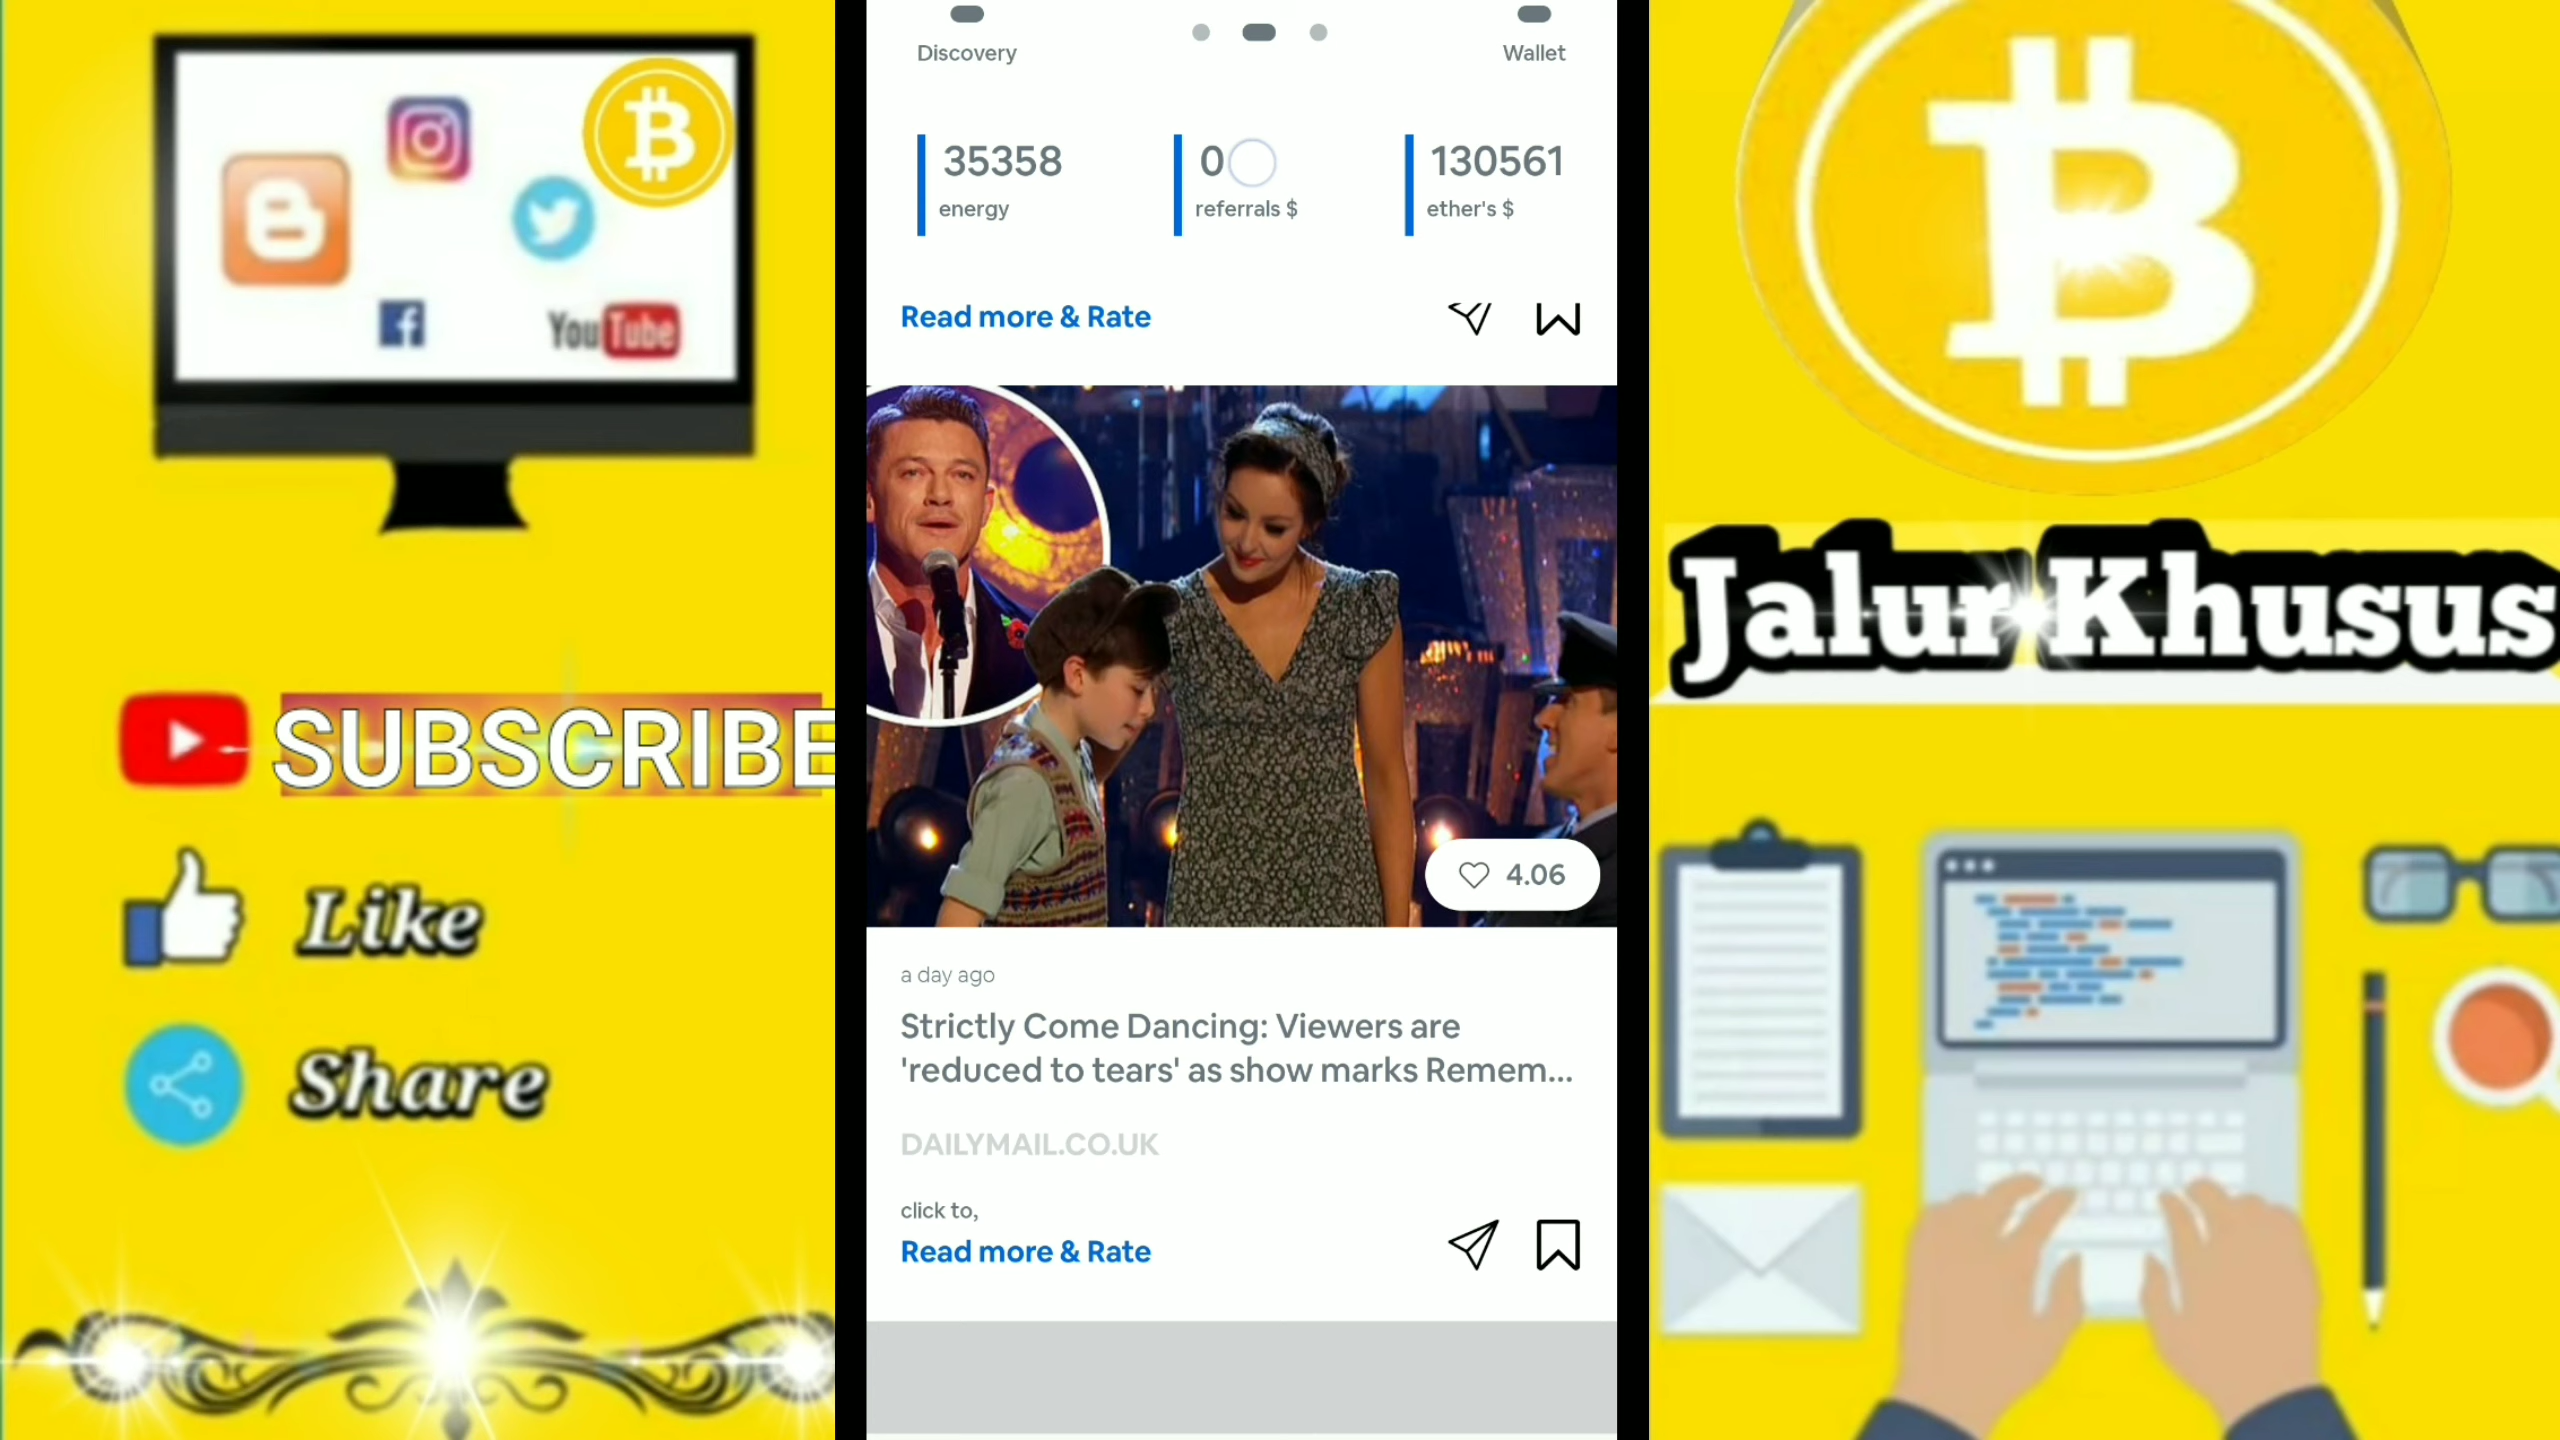 You Tube
SUBSCRIBE
Like
Share
Discovery
Wallet
35358
energy
0
referrals $
130561
ether's $
Read more & Rate
4.06
a day ago
Strictly Come Dancing: Viewers are
'reduced to tears' as show marks Remem...
DAILYMAIL.CO.UK
click to,
Read more & Rate
Jalur Khusus